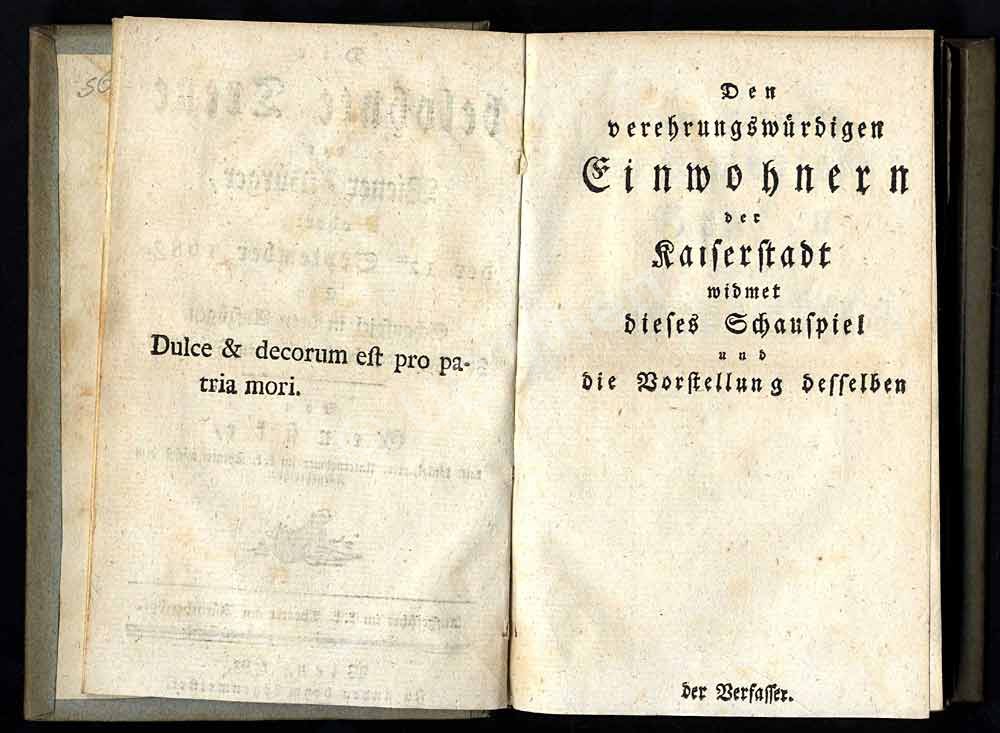 56
Dulce & decorum eſt pro pa-
tria mori.
Den
verehrungswürdigen
Einwohnern
der
Kaiſerſtadt
widmet
dieſes Schauſpiel
und
die Vorſtellung deſſelben
der Verfaſſer.